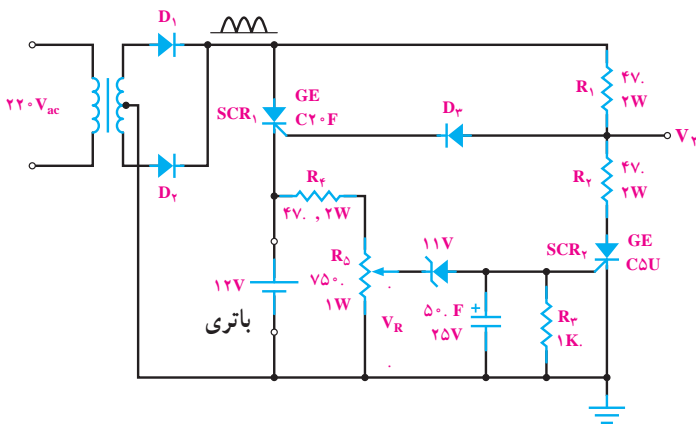 D۱
۲۲۰Vac
D۲
SCR۱
GE
C۲۰F
D۳
R۱
۴۷.
۲W
V۲
R۲
۴۷.
۲W
SCR۲
GE
C۵U
R۴
۴۷. , ۲W
R۵
۷۵۰.
۱W
۱۱V
VR
۱۲V
باتری
۵۰. F
۲۵V
+
R۳
۱K.